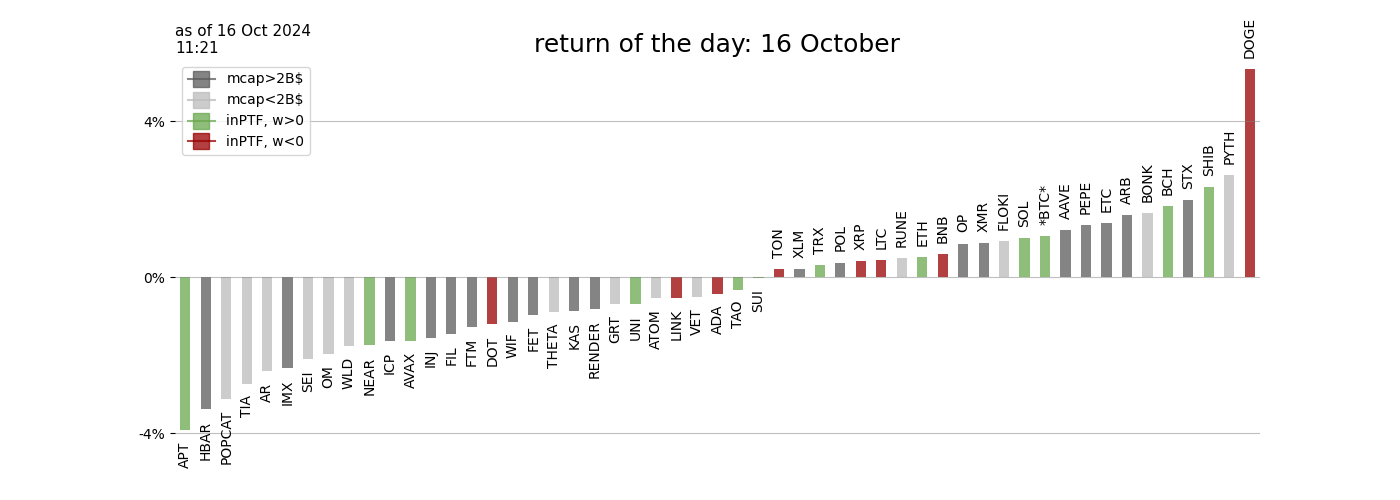 as of 16 Oct 2024
11:21
return of the day: 16 October
mcap>2B$
mcap<2B$
inPTF, w>0
inPTF, w<0
4%
0%
-4%
APT
HBAR
POPCAT
TIA
AR
IMX
SEI
OM
WLD
NEAR
ICP
AVAX
INJ
FIL
FTM
DOT
WIF
FET
THETA
KAS
RENDER
GRT
UNI
ATOM
LINK
VET
ADA
TAO
SUI
TON
XLM
TRX
POL
XRP
LTC
RUNE
ETH
BNB
OP
XMR
FLOKI
SOL
*BTC*
AAVE
PEPE
ETC
ARB
BONK
BCH
STX
SHIB
PYTH
DOGE